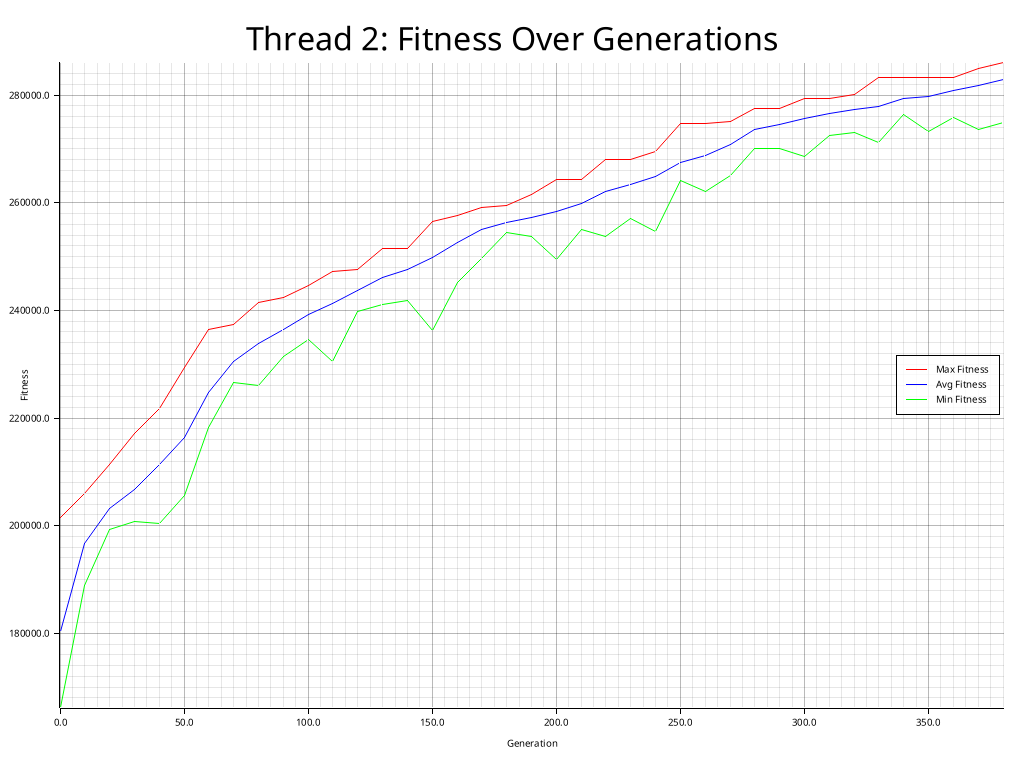 Thread 2: Fitness Over Generations
280000.0
260000.0
240000.0
220000.0
200000.0
180000.0
Fitness
Max Fitness
Avg Fitness
Min Fitness
0.0 50.0 100.0 150.0 200.0 250.0 300.0 350.0
Generation